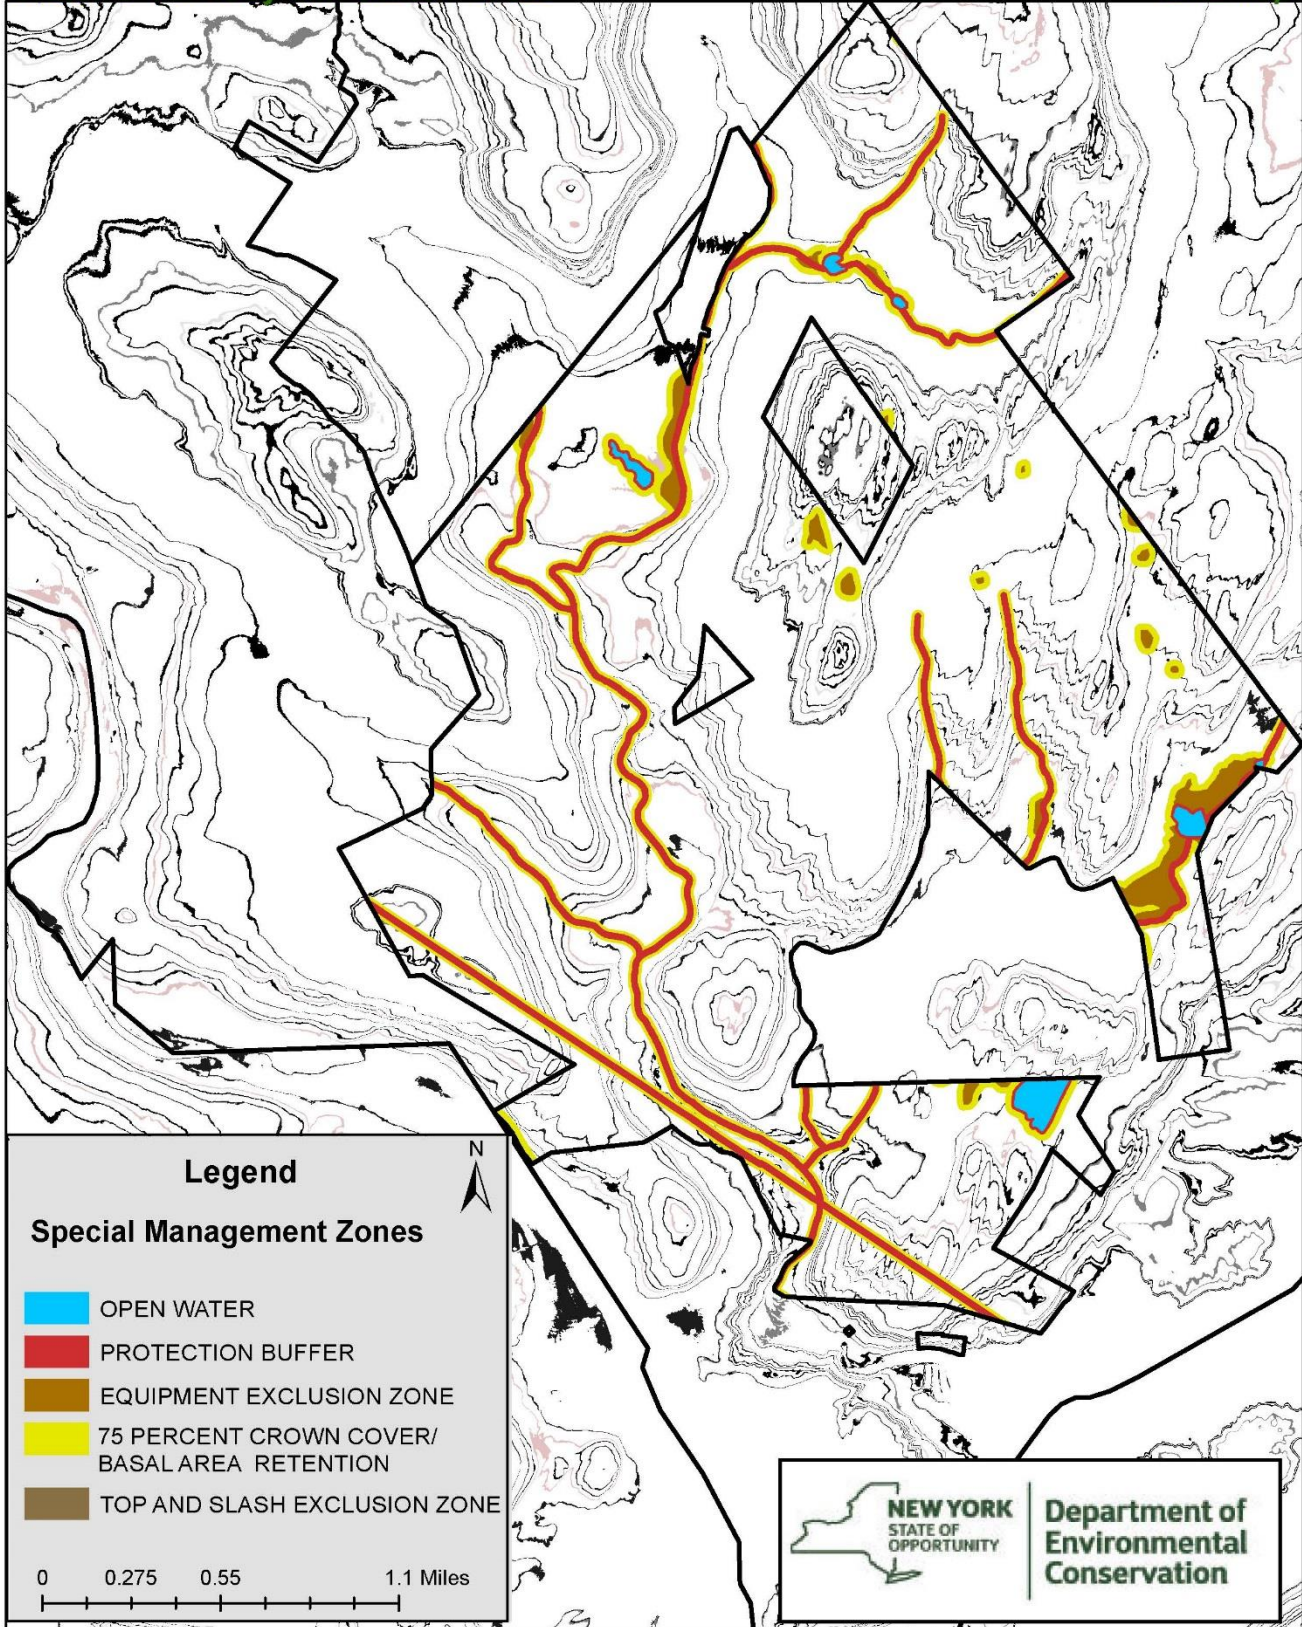 Legend
N
Special Management Zones
OPEN WATER
PROTECTION BUFFER
EQUIPMENT EXCLUSION ZONE
75 PERCENT CROWN COVER/
BASAL AREA RETENTION
TOP AND SLASH EXCLUSION ZONE
0 0.275 0.55 1.1 Miles
NEW YORK
STATE OF
OPPORTUNITY
Department of
Environmental
Conservation